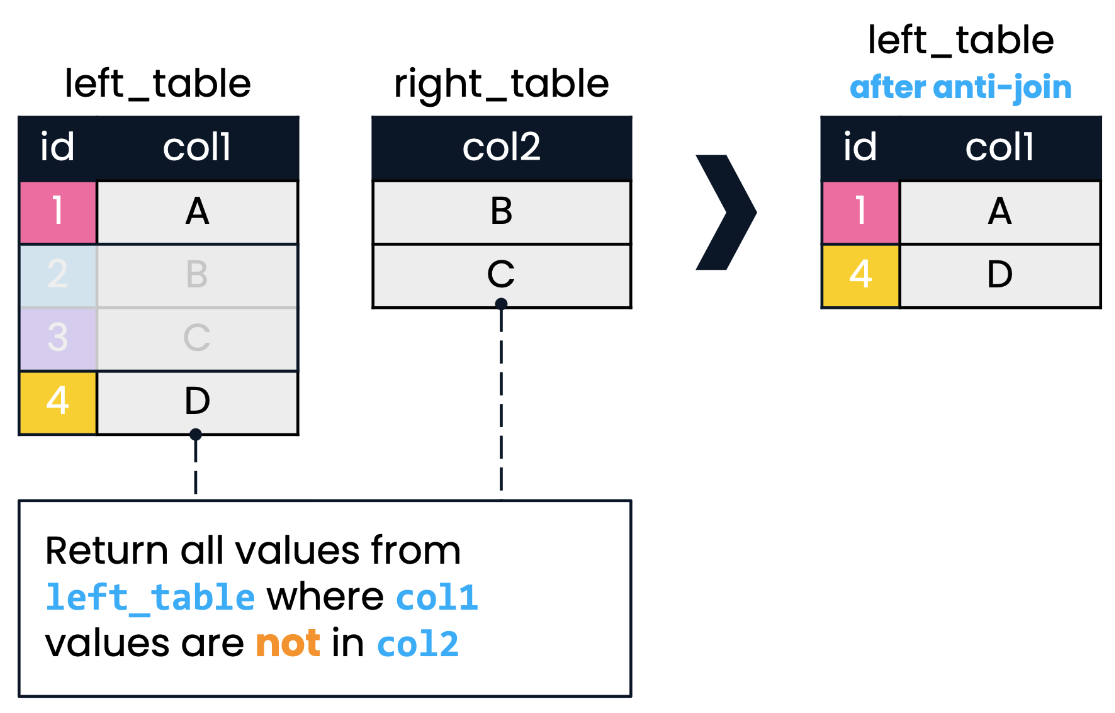 left_table
after anti-join
left_table
right_table
id col1
1 A
2 B
3 C
4 D
col2
B
C
id col1
1 A
4 D
Return all values from
left_table where col1
values are not in col2